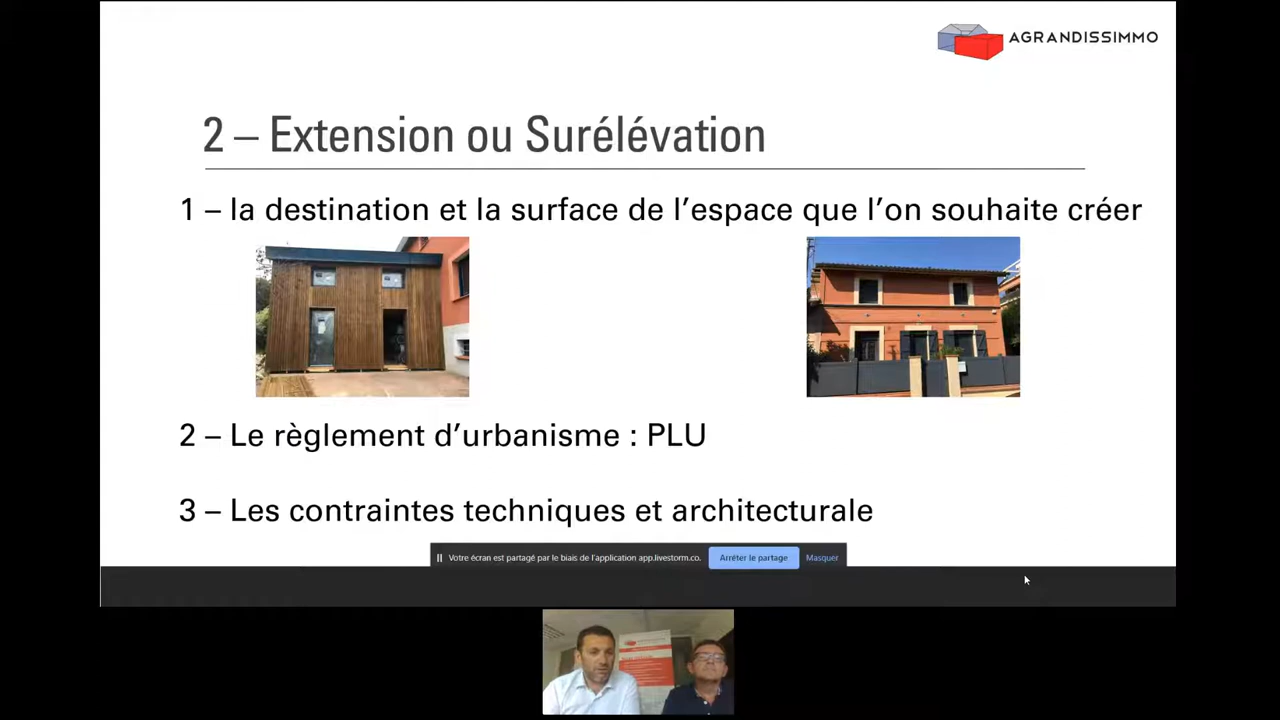 AGRANDISSIMMO
2 – Extension ou Surélévation
1 – la destination et la surface de l’espace que l’on souhaite créer
2 – Le règlement d’urbanisme : PLU
3 – Les contraintes techniques et architecturale
Votre écran est partagé par le biais de l'application app.livestorm.co.
Arrêter le partage
Masquer